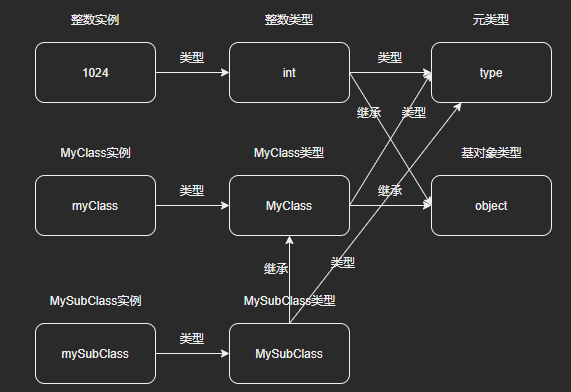 整数实例
整数类型
元类型
1024
类型
int
类型
type
继承
类型
MyClass实例
MyClass类型
基对象类型
myClass
类型
MyClass
继承
object
继承
类型
MySubClass实例
MySubClass类型
mySubClass
类型
MySubClass